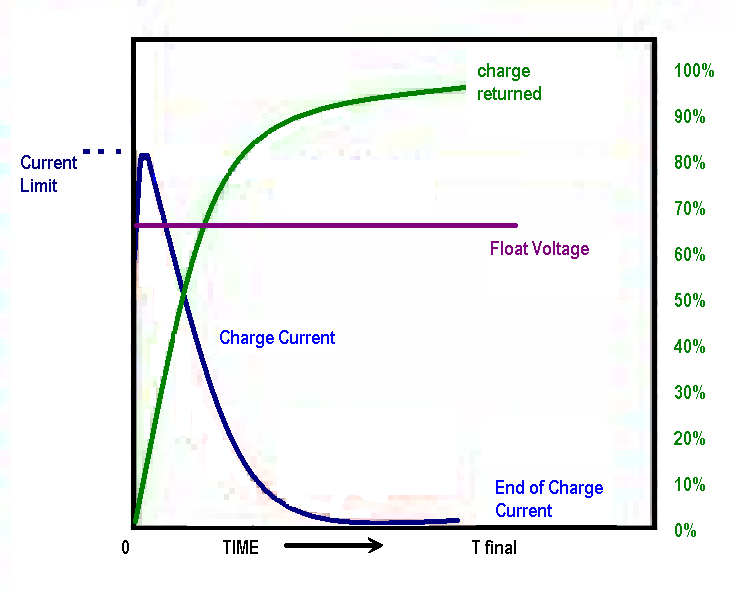 charge
returned
Current
Limit
Float Voltage
Charge Current
End of Charge
Current
100%
90%
80%
70%
60%
50%
40%
30%
20%
10%
0%
0
TIME
T final